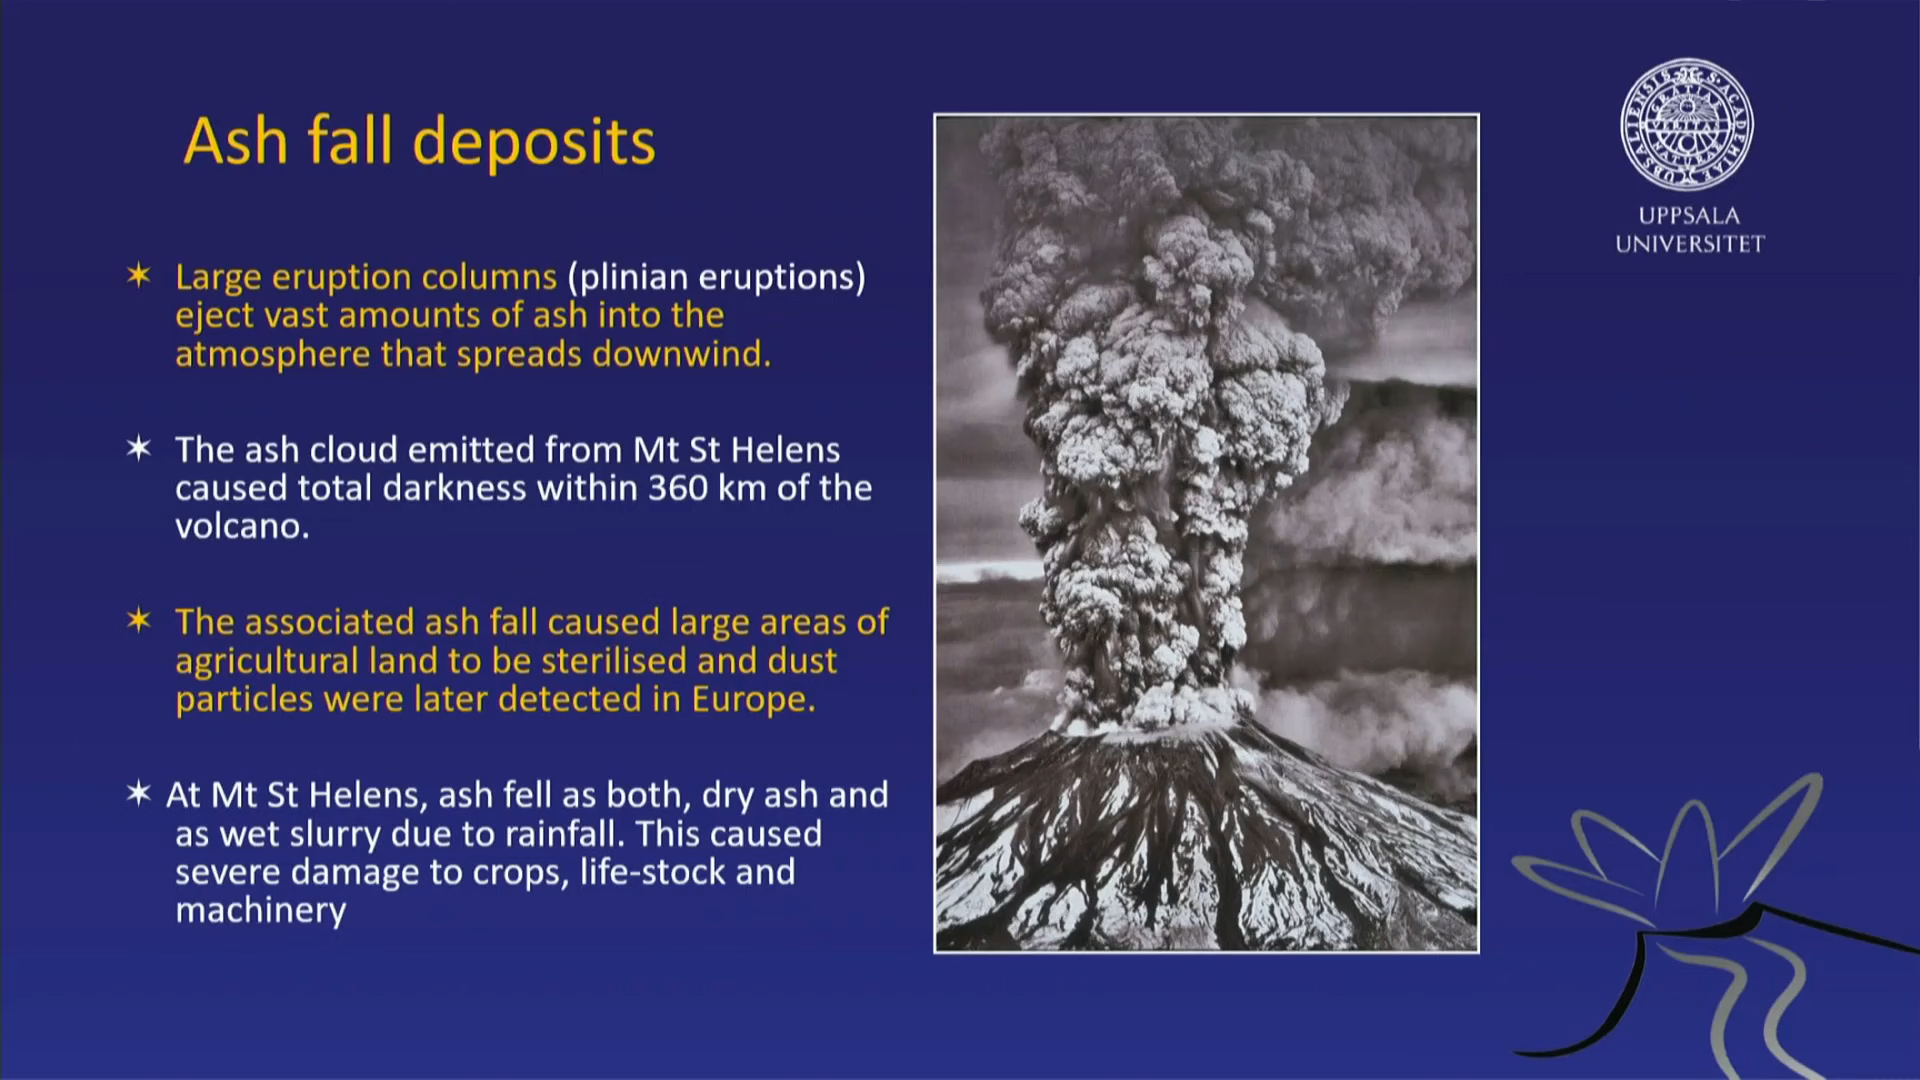 Ash fall deposits
✶ Large eruption columns (plinian eruptions)
eject vast amounts of ash into the
atmosphere that spreads downwind.
✶ The ash cloud emitted from Mt St Helens
caused total darkness within 360 km of the
volcano.
✶ The associated ash fall caused large areas of
agricultural land to be sterilised and dust
particles were later detected in Europe.
✶ At Mt St Helens, ash fell as both, dry ash and
as wet slurry due to rainfall. This caused
severe damage to crops, life-stock and
machinery
GRATIAE
VERITAS
NATURAE
UPPSALA
UNIVERSITET